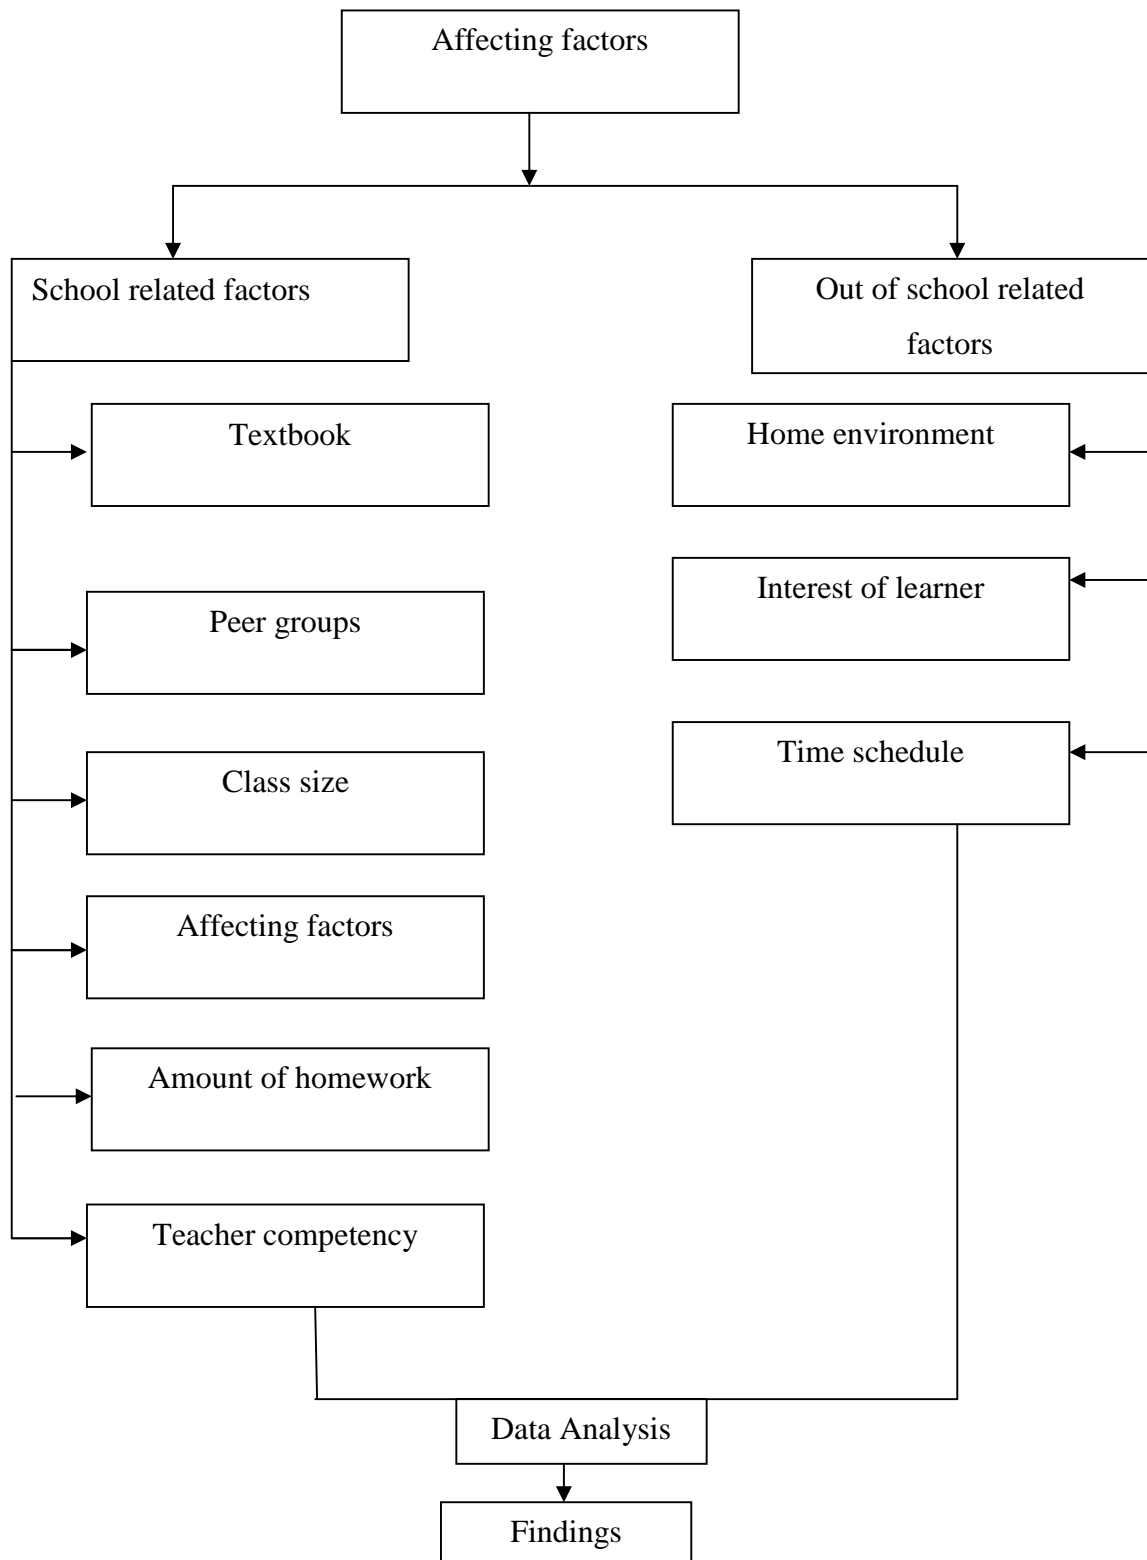 Affecting factors
School related factors
Out of school related
factors
Textbook
Home environment
Peer groups
Interest of learner
Class size
Time schedule
Affecting factors
Amount of homework
Teacher competency
Data Analysis
Findings